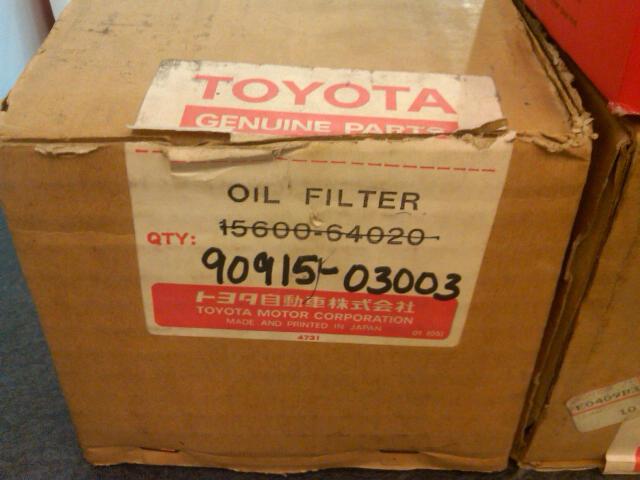 TOYOTA
GENUINE PARTS
OIL FILTER
15600-64020
QTY:
90915-03003
トヨタ自動車株式会社
TOYOTA MOTOR CORPORATION
MADE AND PRINTED IN JAPAN
4731
10